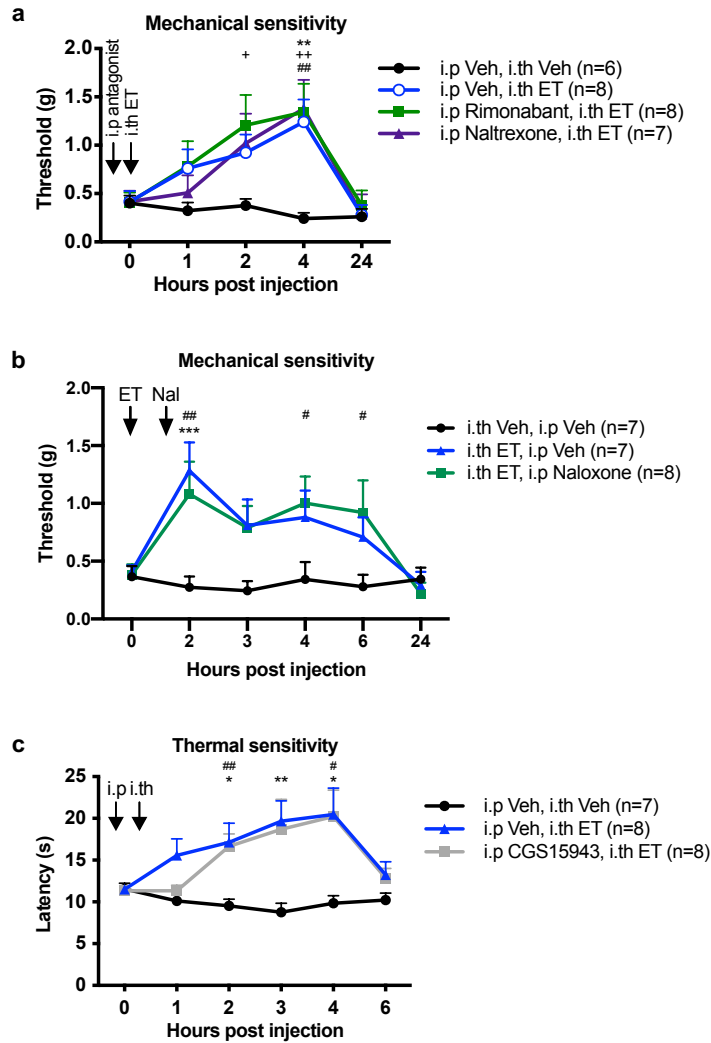 a
Mechanical sensitivity
i.p antagonist
i.th ET
**
+ ++
##
2.0
1.5
1.0
0.5
0.0
Threshold (g)
0 1 2 4 24
Hours post injection
i.p Veh, i.th Veh (n=6)
i.p Veh, i.th ET (n=8)
i.p Rimonabant, i.th ET (n=8)
i.p Naltrexone, i.th ET (n=7)
b
Mechanical sensitivity
ET Nal
## # #
***
2.0
1.5
1.0
0.5
0.0
Threshold (g)
0 2 3 4 6 24
Hours post injection
i.th Veh, i.p Veh (n=7)
i.th ET, i.p Veh (n=7)
i.th ET, i.p Naloxone (n=8)
c
Thermal sensitivity
i.p i.th
## #
* ** *
25
20
15
10
5
0
Latency (s)
0 1 2 3 4 6
Hours post injection
i.p Veh, i.th Veh (n=7)
i.p Veh, i.th ET (n=8)
i.p CGS15943, i.th ET (n=8)